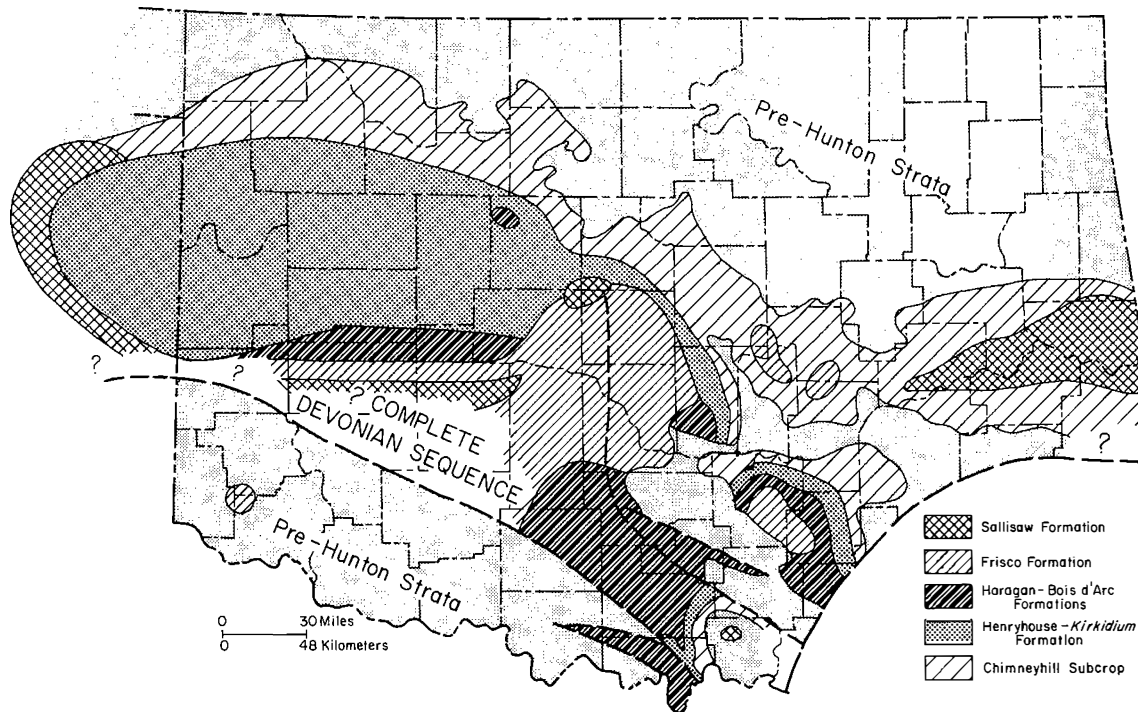 Pre-Hunton Strata
?
?
? COMPLETE
DEVONIAN SEQUENCE
?
Pre-Hunton Strata
0 30 Miles
0 48 Kilometers
Sallisaw Formation
Frisco Formation
Haragan-Bois d'Arc
Formations
Henryhouse-Kirkidium
Formation
Chimneyhill Subcrop